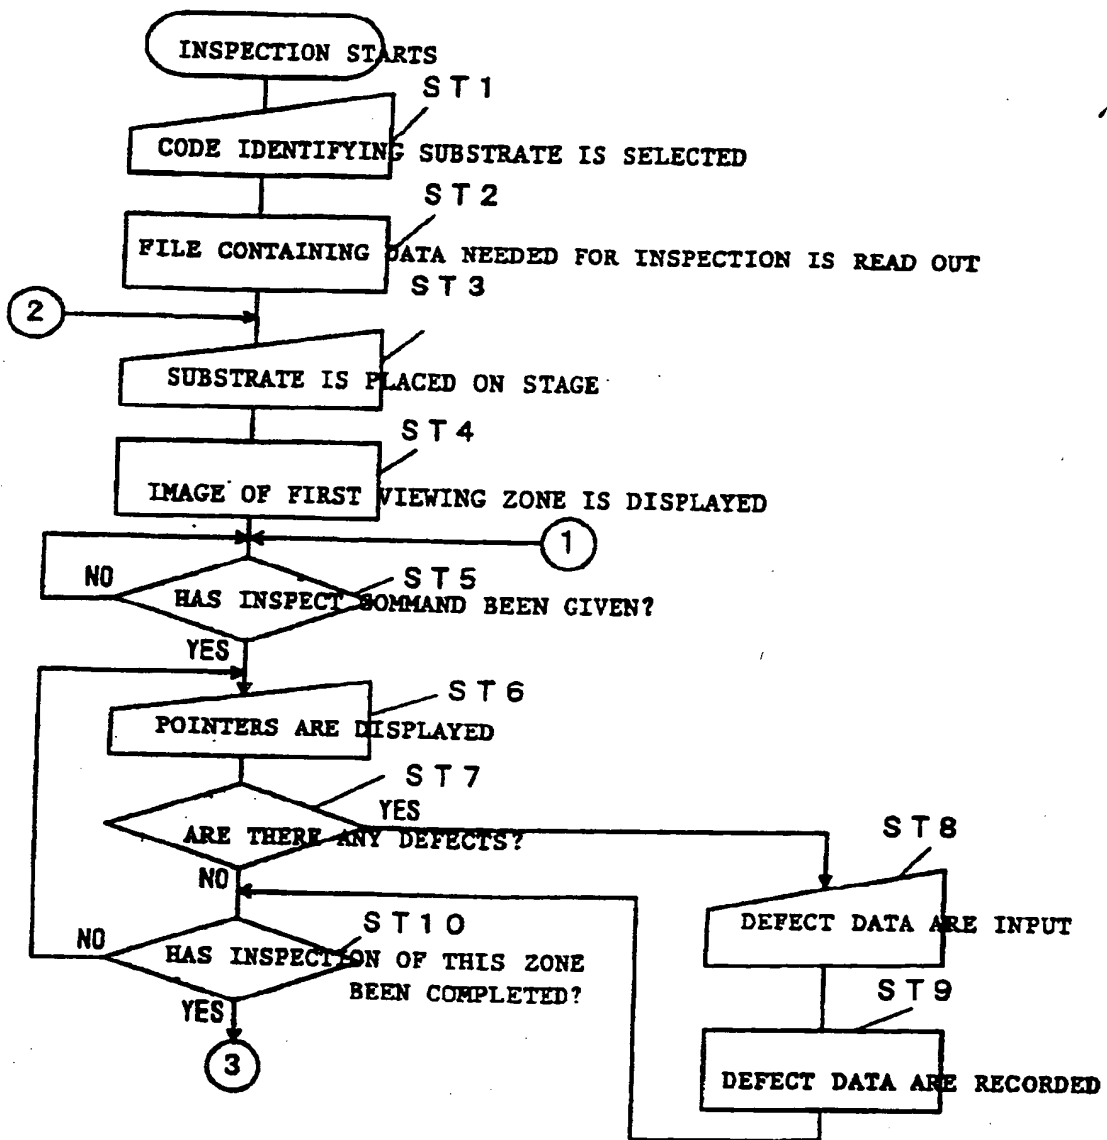 INSPECTION STARTS
ST1
CODE IDENTIFYING SUBSTRATE IS SELECTED
ST2
FILE CONTAINING DATA NEEDED FOR INSPECTION IS READ OUT
ST3
2
SUBSTRATE IS PLACED ON STAGE
ST4
IMAGE OF FIRST VIEWING ZONE IS DISPLAYED
1
NO
ST5
HAS INSPECT COMMAND BEEN GIVEN?
YES
ST6
POINTERS ARE DISPLAYED
ST7
YES
ARE THERE ANY DEFECTS?
ST8
NO
DEFECT DATA ARE INPUT
ST10
NO
HAS INSPECTION OF THIS ZONE
BEEN COMPLETED?
ST9
YES
3
DEFECT DATA ARE RECORDED